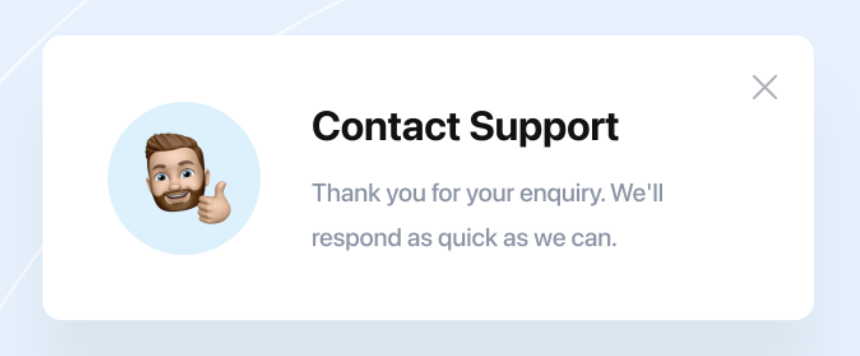 Contact Support
Thank you for your enquiry. We'll
respond as quick as we can.